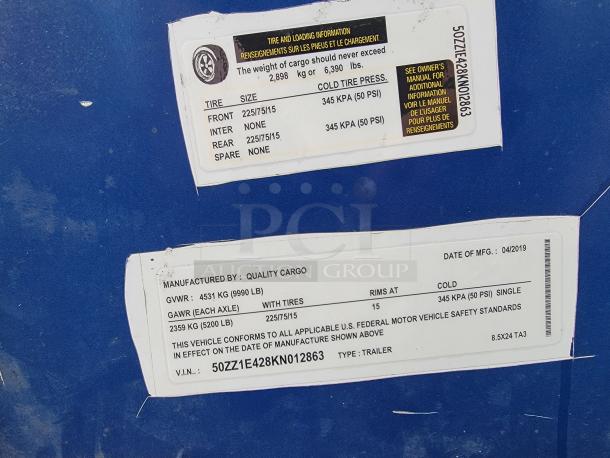 TIRE AND LOADING INFORMATION
RENSEIGNEMENTS SUR LES PNEUS ET LE CHARGEMENT
The weight of cargo should never exceed
2,898 kg or 6,390 lbs.
TIRE SIZE COLD TIRE PRESS.
FRONT 225/75/15 345 KPA (50 PSI)
INTER NONE
REAR 225/75/15 345 KPA (50 PSI)
SPARE NONE
SEE OWNER'S
MANUAL FOR
ADDITIONAL
INFORMATION
VOIR LE MANUEL
DE L'USAGER
POUR PLUS DE
RENSEIGNEMENTS
50ZZ1E428KN012863
PCI
AUCTION GROUP
MANUFACTURED BY: QUALITY CARGO DATE OF MFG.: 04/2019
GVWR: 4531 KG (9990 LB)
GAWR (EACH AXLE) WITH TIRES RIMS AT COLD
2359 KG (5200 LB) 225/75/15 15 345 KPA (50 PSI) SINGLE
THIS VEHICLE CONFORMS TO ALL APPLICABLE U.S. FEDERAL MOTOR VEHICLE SAFETY STANDARDS
IN EFFECT ON THE DATE OF MANUFACTURE SHOWN ABOVE
V.I.N..: 50ZZ1E428KN012863 TYPE: TRAILER 8.5X24 TA3